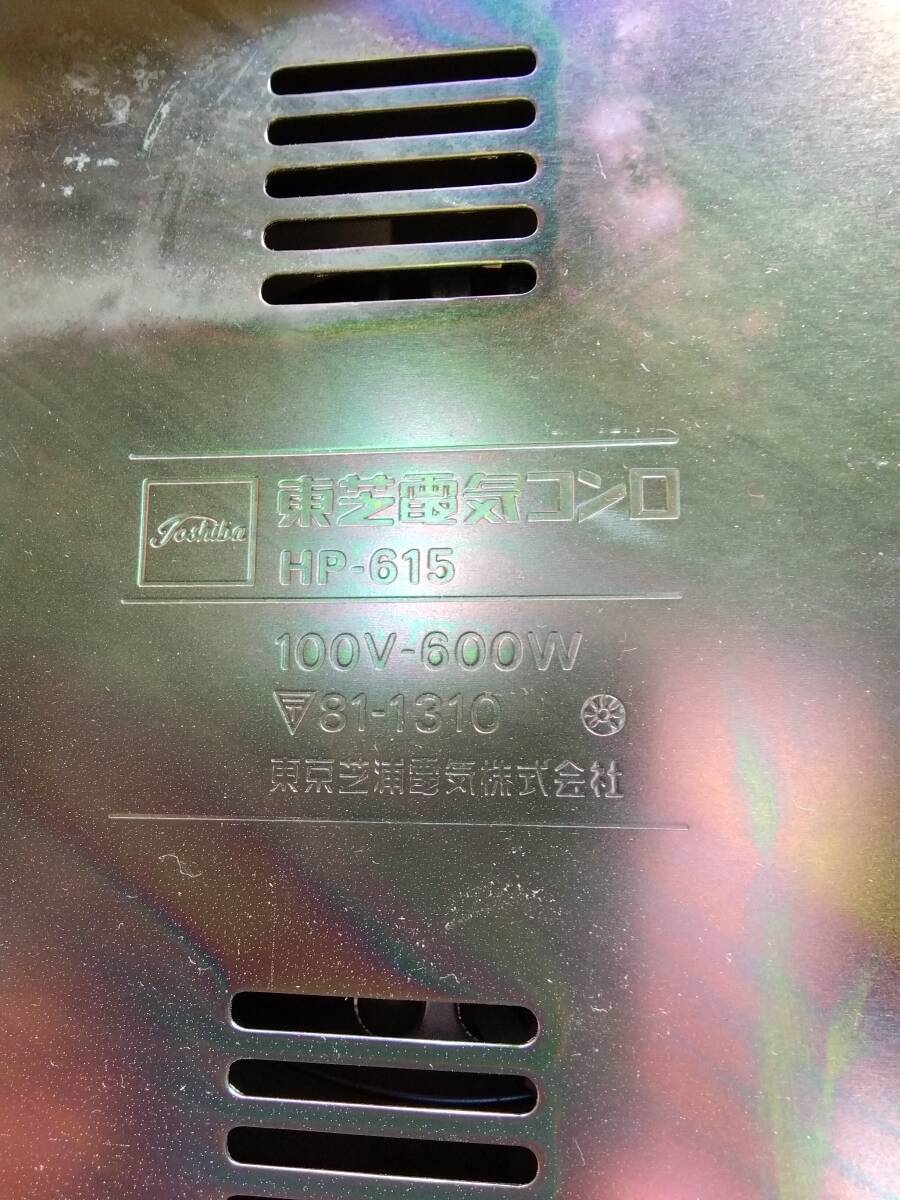 Toshiba
東芝電気コンロ
HP-615
100V-600W
81-1310
東京芝浦電気株式会社